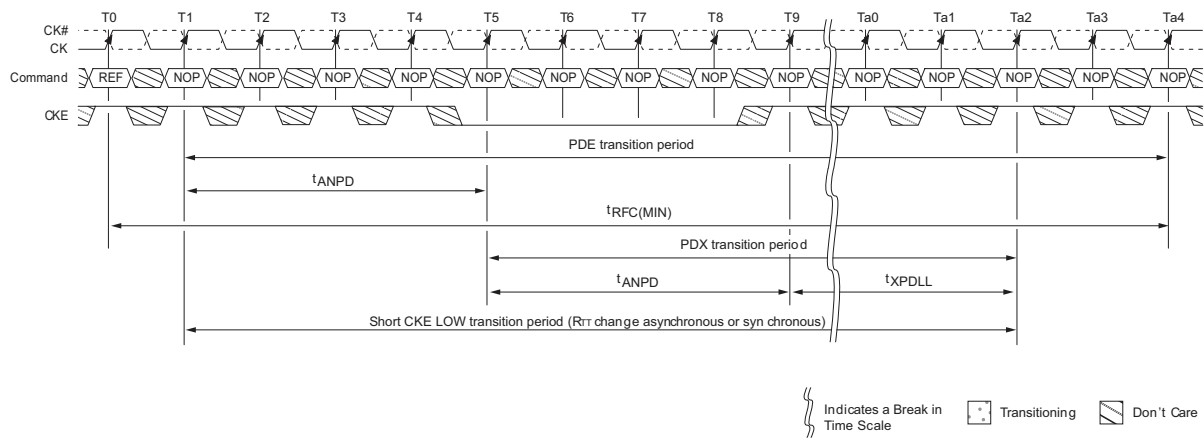 T0 T1 T2 T3 T4 T5 T6 T7 T8 T9 Ta0 Ta1 Ta2 Ta3 Ta4
CK#
CK
Command REF NOP NOP NOP NOP NOP NOP NOP NOP NOP NOP NOP NOP NOP NOP
CKE
PDE transition period
tANPD
tRFC(MIN)
PDX transition period
tANPD tXPDLL
Short CKE LOW transition period (RTT change asynchronous or syn chronous)
Indicates a Break in
Time Scale
Transitioning
Don't Care